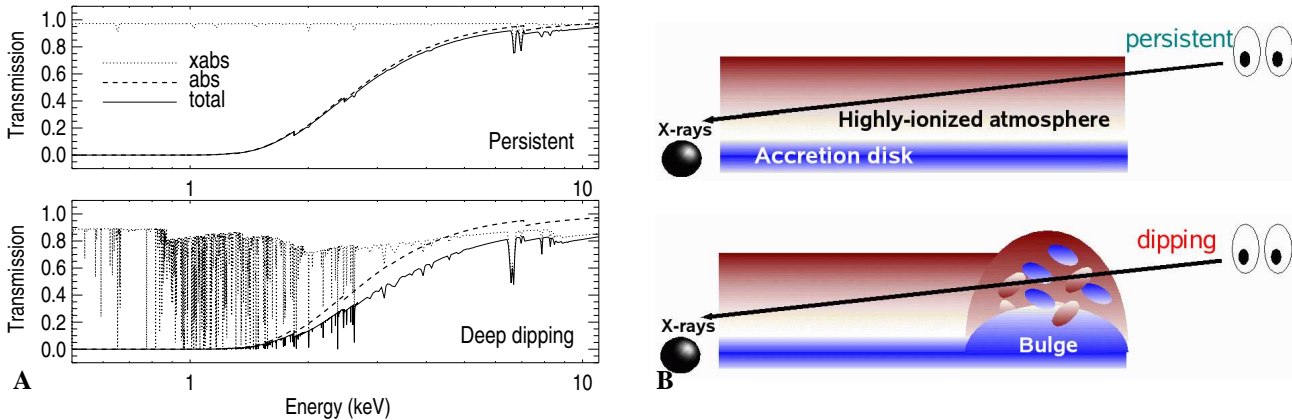 1.0
0.8
0.6
0.4
0.2
0.0
Transmission
xabs
abs
total
Persistent
1
10
1.0
0.8
0.6
0.4
0.2
0.0
Transmission
Deep dipping
1
10
A
Energy (keV)
persistent
X-rays
Highly-ionized atmosphere
Accretion disk
dipping
X-rays
Bulge
B